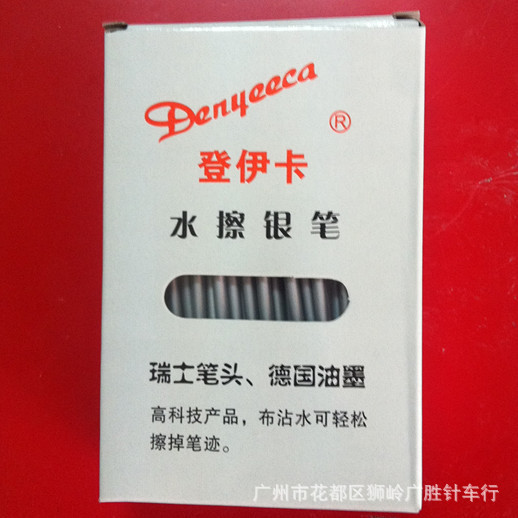 Denyeeca
®
登伊卡
水擦银笔
瑞士笔头、德国油墨
高科技产品，布沾水可轻松
擦掉笔迹。
广州市花都区狮岭广胜针车行